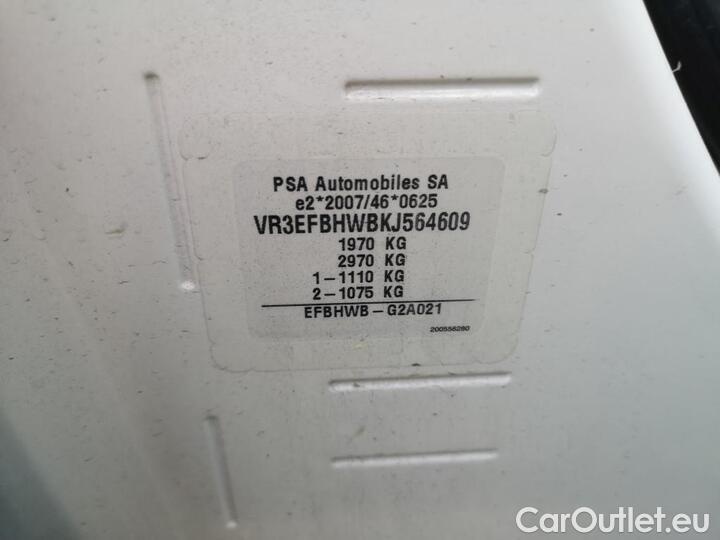 PSA Automobiles SA
e2*2007/46*0625
VR3EFBHWBKJ564609
1970 KG
2970 KG
1-1110 KG
2-1075 KG
EFBHWB-G2A021
200556260
CarOutlet.eu